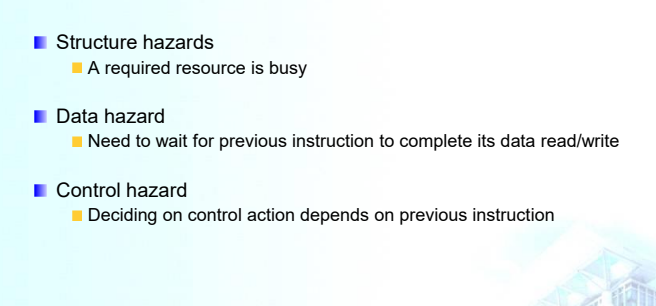 Structure hazards
A required resource is busy
Data hazard
Need to wait for previous instruction to complete its data read/write
Control hazard
Deciding on control action depends on previous instruction